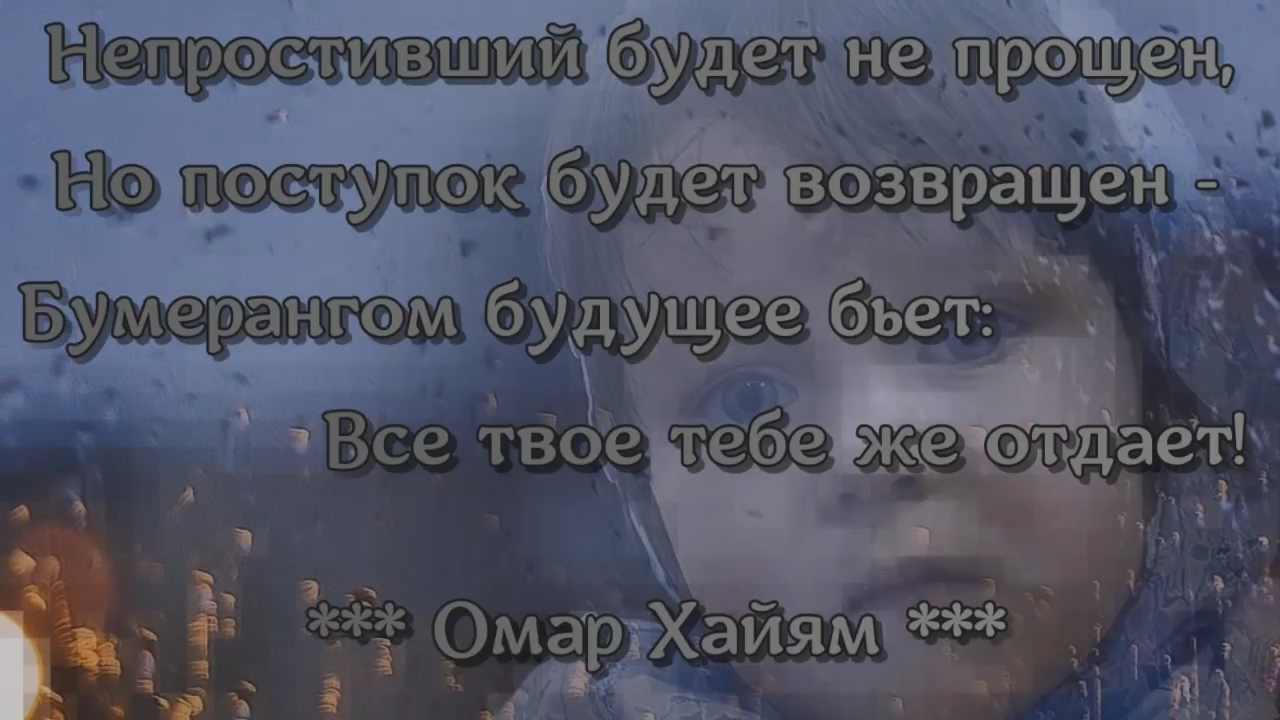 Непростивший будет не прощен,
Но поступок будет возвращен -
Бумерангом будущее бьет:
Все твое тебе же отдает!
*** Омар Хайям ***